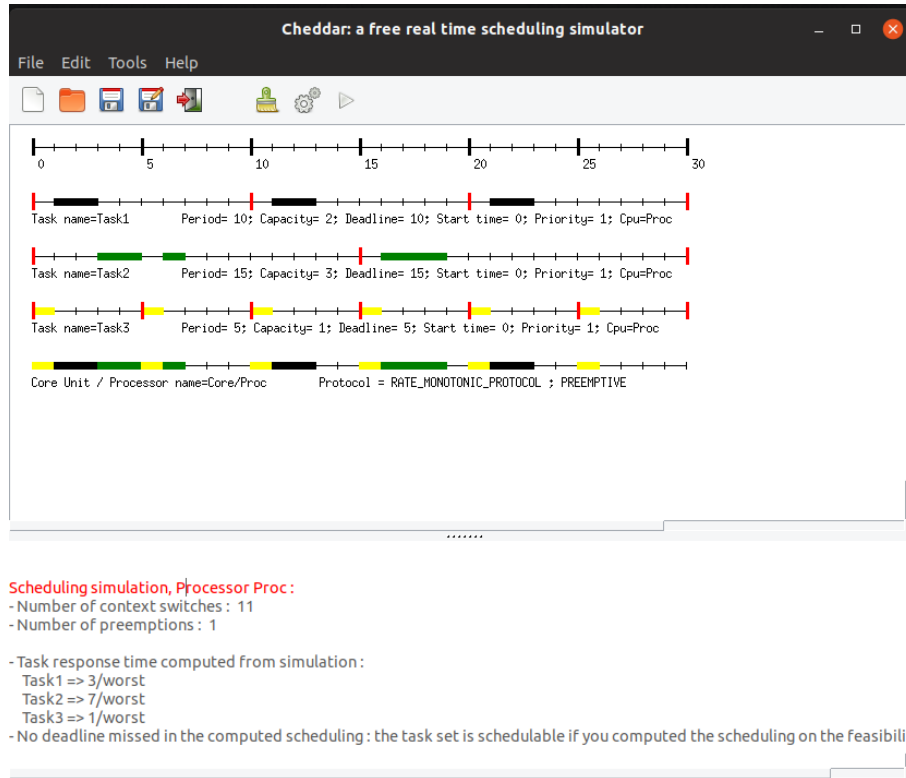 Cheddar: a free real time scheduling simulator
File Edit Tools Help
0 5 10 15 20 25 30
Task name=Task1 Period= 10; Capacity= 2; Deadline= 10; Start time= 0; Priority= 1; Cpu=Proc
Task name=Task2 Period= 15; Capacity= 3; Deadline= 15; Start time= 0; Priority= 1; Cpu=Proc
Task name=Task3 Period= 5; Capacity= 1; Deadline= 5; Start time= 0; Priority= 1; Cpu=Proc
Core Unit / Processor name=Core/Proc Protocol = RATE_MONOTONIC_PROTOCOL ; PREEMPTIVE
Scheduling simulation, Processor Proc :
- Number of context switches : 11
- Number of preemptions : 1
- Task response time computed from simulation :
Task1 => 3/worst
Task2 => 7/worst
Task3 => 1/worst
- No deadline missed in the computed scheduling : the task set is schedulable if you computed the scheduling on the feasibili